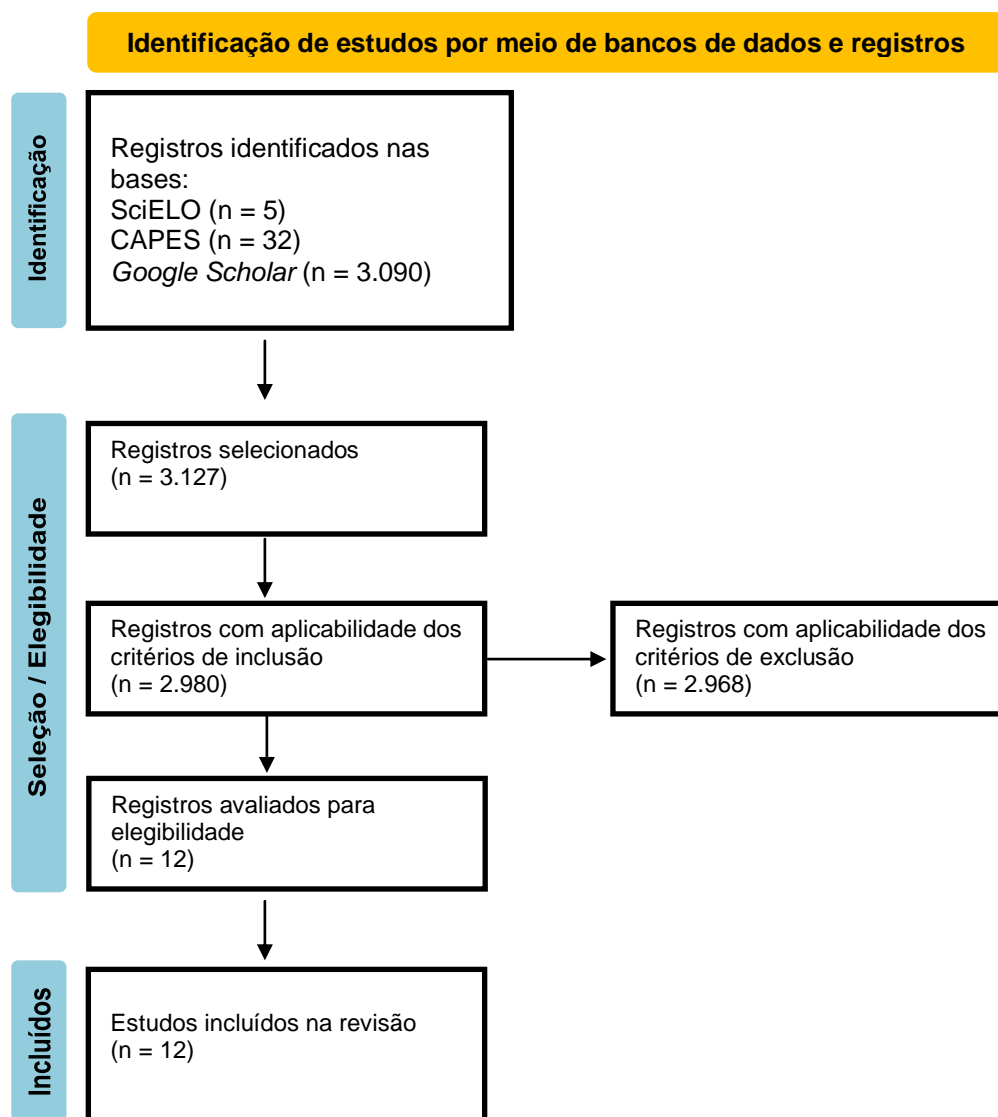 Identificação de estudos por meio de bancos de dados e registros
Identificação
Registros identificados nas
bases:
SciELO (n = 5)
CAPES (n = 32)
Google Scholar (n = 3.090)
Seleção / Elegibilidade
Registros selecionados
(n = 3.127)
Registros com aplicabilidade dos
critérios de inclusão
(n = 2.980)
Registros com aplicabilidade dos
critérios de exclusão
(n = 2.968)
Registros avaliados para
elegibilidade
(n = 12)
Incluídos
Estudos incluídos na revisão
(n = 12)